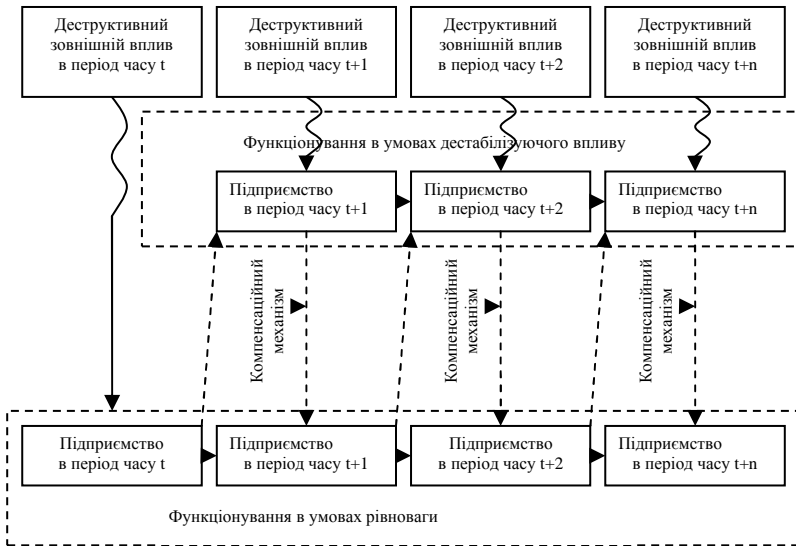 Деструктивний
зовнішній вплив
в період часу t
Деструктивний
зовнішній вплив
в період часу t+1
Деструктивний
зовнішній вплив
в період часу t+2
Деструктивний
зовнішній вплив
в період часу t+n
Функціонування в умовах дестабілізуючого впливу
Підприємство
в період часу t+1
Підприємство
в період часу t+2
Підприємство
в період часу t+n
Компенсаційний
механізм
Компенсаційний
механізм
Компенсаційний
механізм
Підприємство
в період часу t
Підприємство
в період часу t+1
Підприємство
в період часу t+2
Підприємство
в період часу t+n
Функціонування в умовах рівноваги